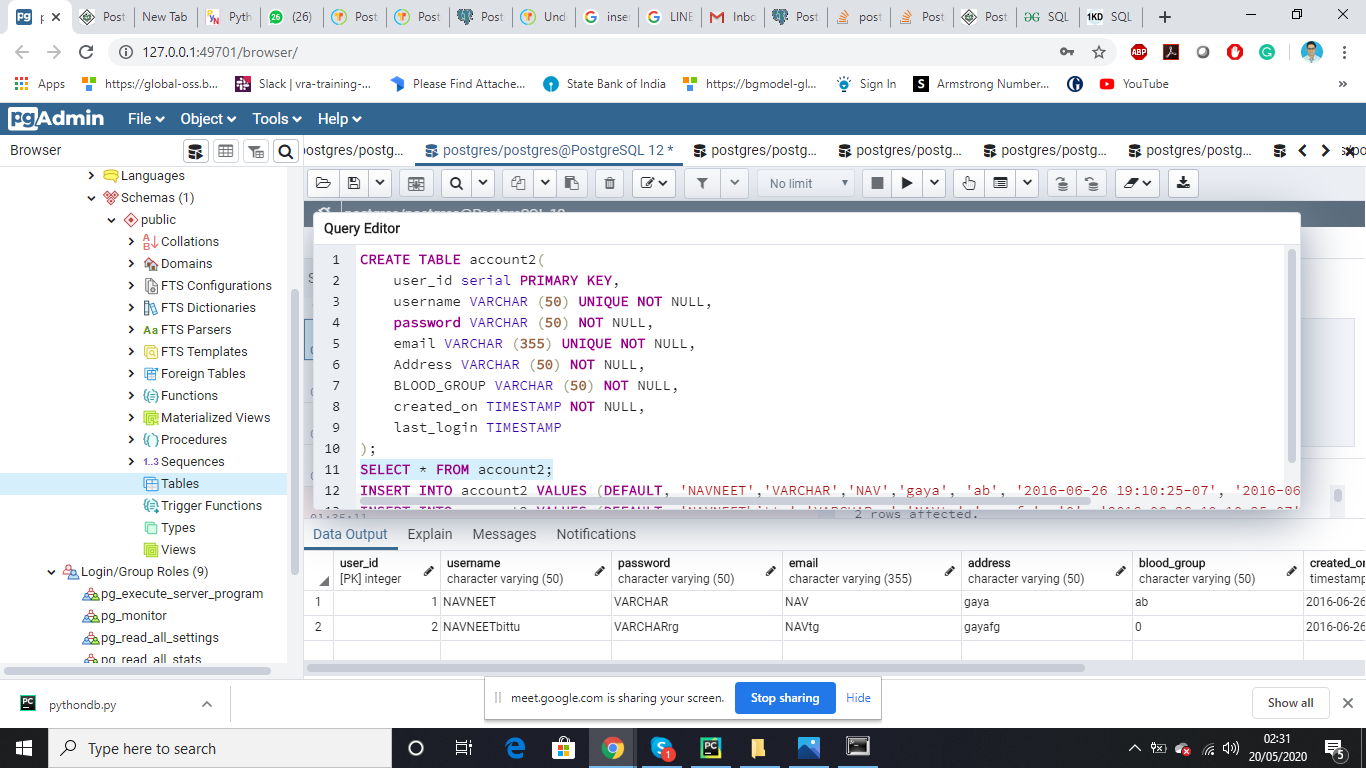 p
Post
New Tab
Pyth
(26)
Post
Post
Post
Und
inse
LINE
Inbo
Post
post
Post
Post
SQL
1KD SQL
127.0.0.1:49701/browser/
ABP
Apps
https://global-oss.b...
Slack | vra-training-...
Please Find Attache...
State Bank of India
https://bgmodel-gl...
Sign In
S Armstrong Number...
YouTube
pgAdmin File Object Tools Help
Browser
ostgres/postg...
postgres/postgres@PostgreSQL 12 *
postgres/postg...
postgres/postg...
postgres/postg...
postgres/postg...
Languages
Schemas (1)
public
Collations
Domains
FTS Configurations
FTS Dictionaries
Aa FTS Parsers
FTS Templates
Foreign Tables
Functions
Materialized Views
Procedures
1..3 Sequences
Tables
Trigger Functions
Types
Views
Login/Group Roles (9)
pg_execute_server_program
pg_monitor
pg_read_all_settings
pg_read_all_stats
No limit
postgres/postgres@PostgreSQL 12
Query Editor
1 CREATE TABLE account2(
2 user_id serial PRIMARY KEY,
3 username VARCHAR (50) UNIQUE NOT NULL,
4 password VARCHAR (50) NOT NULL,
5 email VARCHAR (355) UNIQUE NOT NULL,
6 Address VARCHAR (50) NOT NULL,
7 BLOOD_GROUP VARCHAR (50) NOT NULL,
8 created_on TIMESTAMP NOT NULL,
9 last_login TIMESTAMP
10 );
11 SELECT * FROM account2;
12 INSERT INTO account2 VALUES (DEFAULT, 'NAVNEET','VARCHAR','NAV','gaya', 'ab', '2016-06-26 19:10:25-07', '2016-06
rows affected.
Data Output Explain Messages Notifications
user_id
[PK] integer
username
character varying (50)
password
character varying (50)
email
character varying (355)
address
character varying (50)
blood_group
character varying (50)
created_on
timestamp
1 1 NAVNEET VARCHAR NAV gaya ab 2016-06-26
2 2 NAVNEETbittu VARCHARrg NAVtg gayafg 0 2016-06-26
meet.google.com is sharing your screen. Stop sharing Hide
pythondb.py
Show all
Type here to search
1
02:31
20/05/2020
5